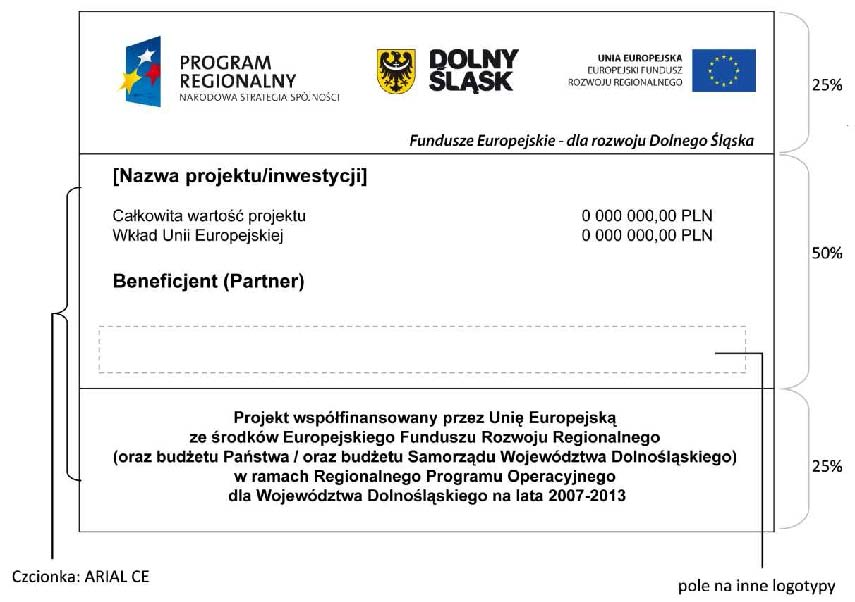 PROGRAM
REGIONALNY
NARODOWA STRATEGIA SPÓJNOŚCI
DOLNY
ŚLĄSK
UNIA EUROPEJSKA
EUROPEJSKI FUNDUSZ
ROZWOJU REGIONALNEGO
25%
Fundusze Europejskie - dla rozwoju Dolnego Śląska
[Nazwa projektu/inwestycji]
Całkowita wartość projektu 0 000 000,00 PLN
Wkład Unii Europejskiej 0 000 000,00 PLN
50%
Beneficjent (Partner)
Projekt współfinansowany przez Unię Europejską
ze środków Europejskiego Funduszu Rozwoju Regionalnego
(oraz budżetu Państwa / oraz budżetu Samorządu Województwa Dolnośląskiego)
w ramach Regionalnego Programu Operacyjnego
dla Województwa Dolnośląskiego na lata 2007-2013
25%
Czcionka: ARIAL CE
pole na inne logotypy